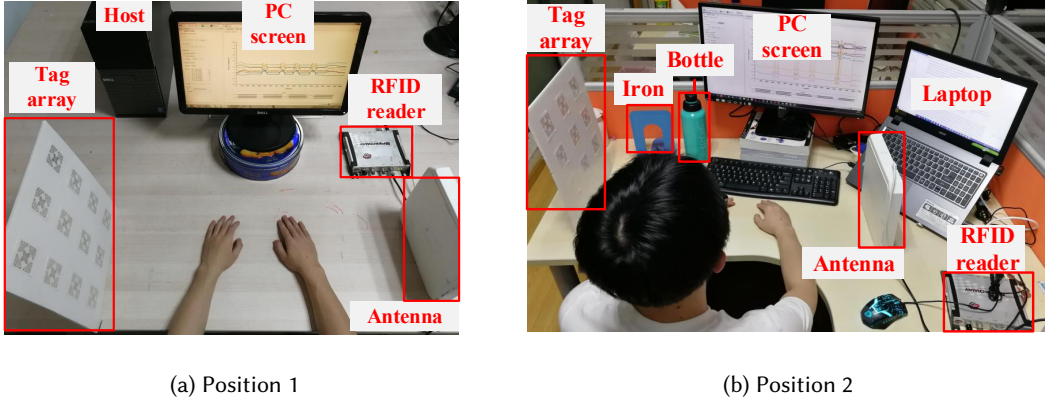 Host
PC
screen
Tag
array
RFID
reader
Antenna
DELL
(a) Position 1
Tag
array
PC
screen
Bottle
Iron
Laptop
Antenna
RFID
reader
(b) Position 2